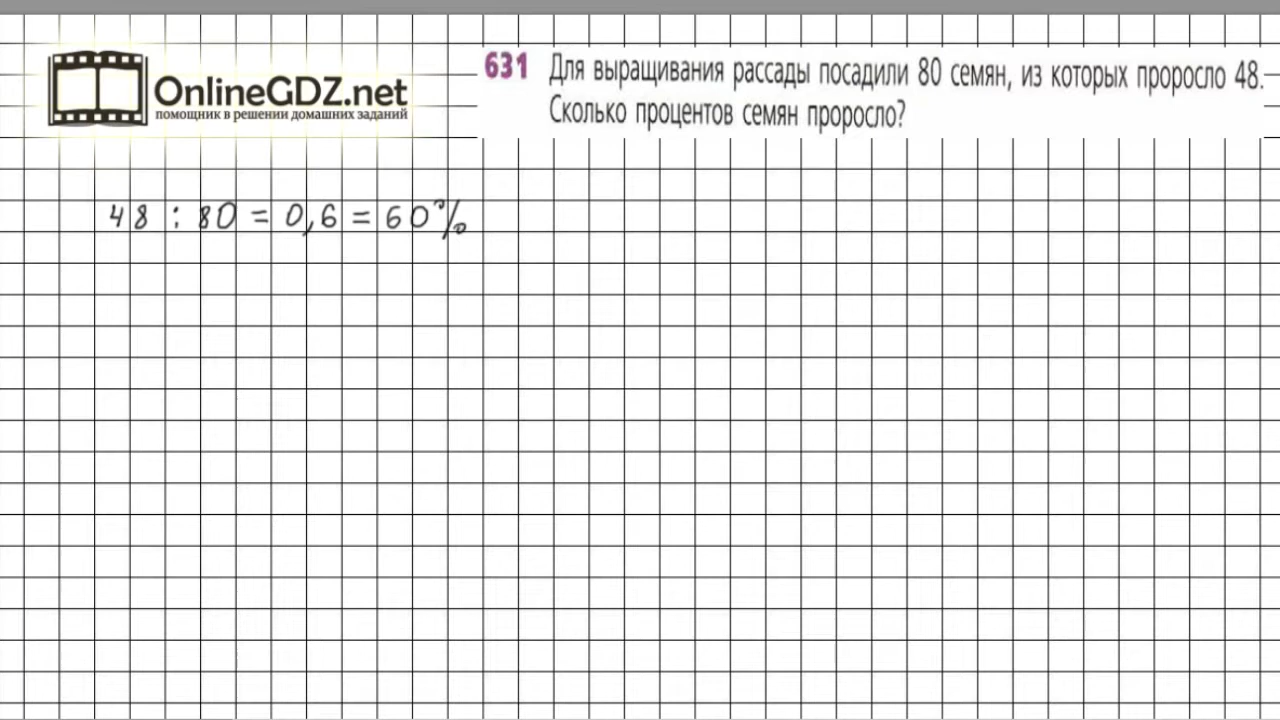 OnlineGDZ.net
помощник в решении домашних заданий
631 Для выращивания рассады посадили 80 семян, из которых проросло 48.
Сколько процентов семян проросло?
48 : 80 = 0,6 = 60%